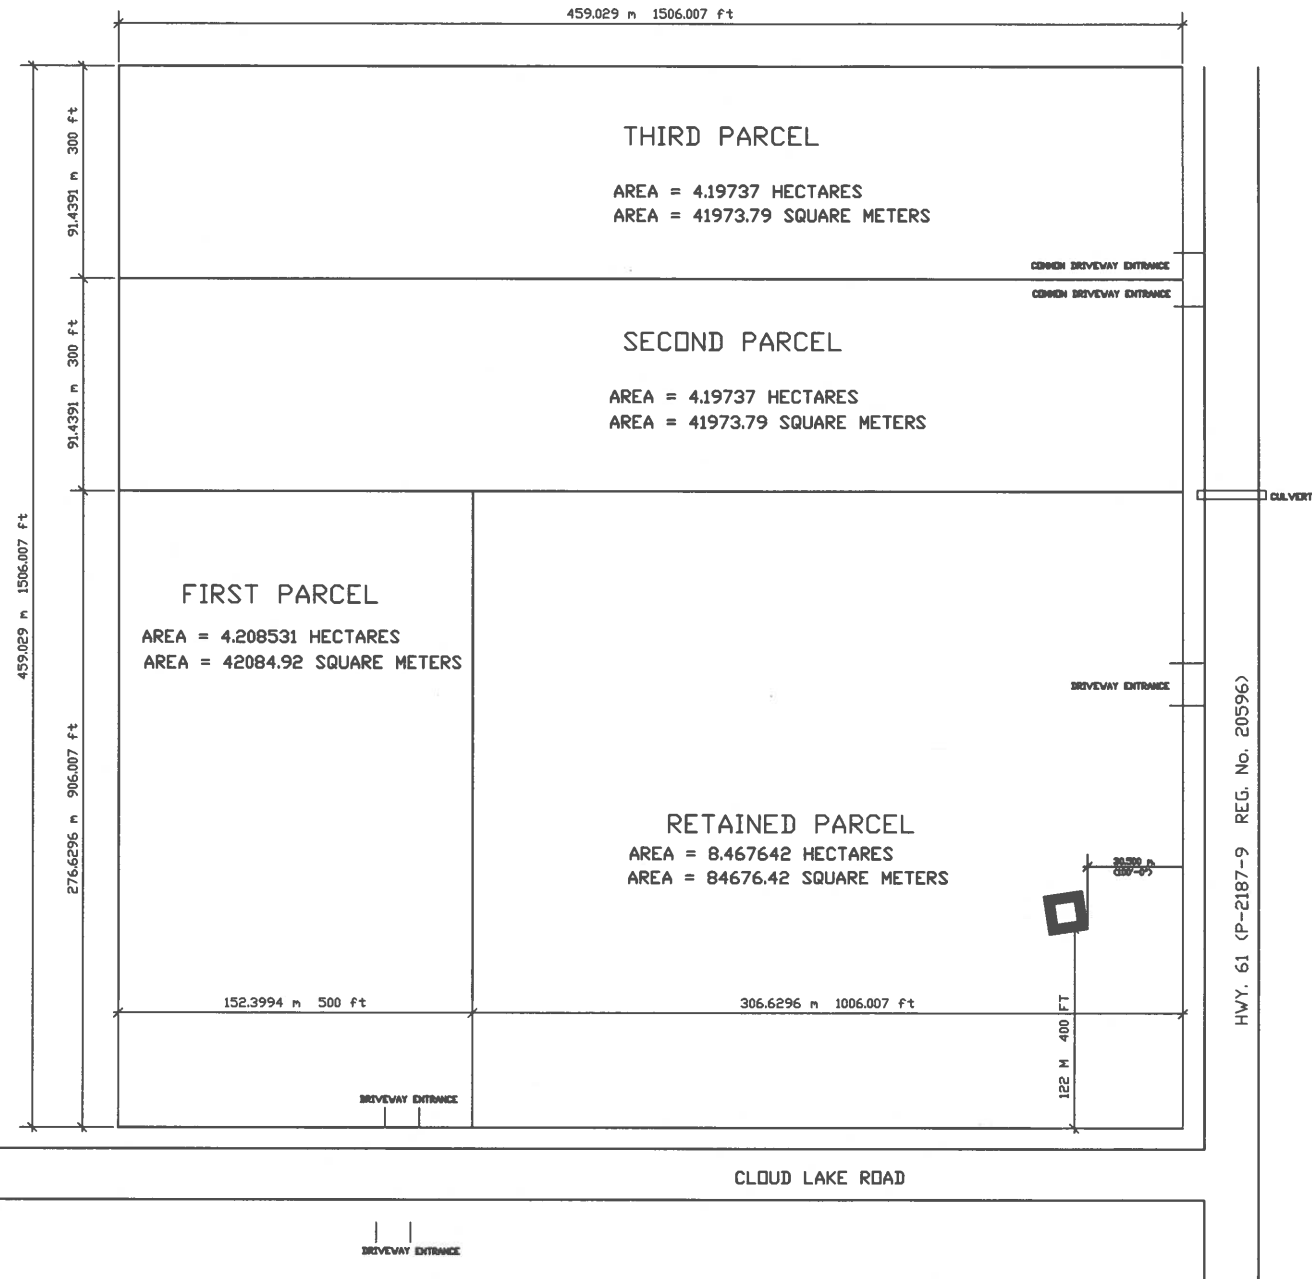 459.029 m 1506.007 ft
91.4391 m 300 ft
THIRD PARCEL
AREA = 4.19737 HECTARES
AREA = 41973.79 SQUARE METERS
COMMON DRIVEWAY ENTRANCE
COMMON DRIVEWAY ENTRANCE
91.4391 m 300 ft
SECOND PARCEL
AREA = 4.19737 HECTARES
AREA = 41973.79 SQUARE METERS
CULVERT
459.029 m 1506.007 ft
FIRST PARCEL
AREA = 4.208531 HECTARES
AREA = 42084.92 SQUARE METERS
DRIVEWAY ENTRANCE
276.6296 m 906.007 ft
HWY. 61 (P-2187-9 REG. No. 20596)
RETAINED PARCEL
AREA = 8.467642 HECTARES
AREA = 84676.42 SQUARE METERS
30.500 m
(100'-0")
152.3994 m 500 ft
306.6296 m 1006.007 ft
122 M 400 FT
DRIVEWAY ENTRANCE
CLOUD LAKE ROAD
DRIVEWAY ENTRANCE